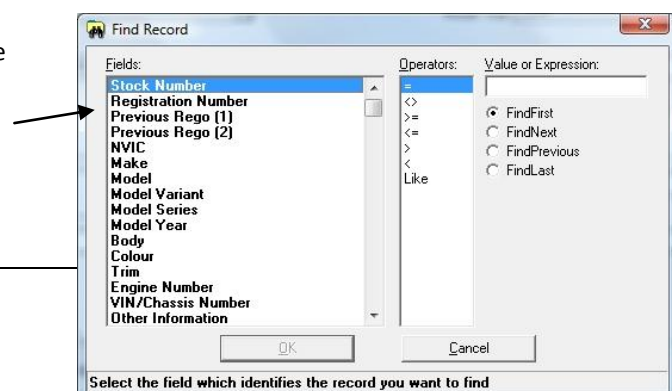 Find Record
e
Fields:
Operators:
Value or Expression:
Stock Number
Registration Number
Previous Rego (1)
Previous Rego (2)
NVIC
Make
Model
Model Variant
Model Series
Model Year
Body
Colour
Trim
Engine Number
VIN/Chassis Number
Other Information
=
<>
>=
<=
>
<
Like
FindFirst
FindNext
FindPrevious
FindLast
OK
Cancel
Select the field which identifies the record you want to find